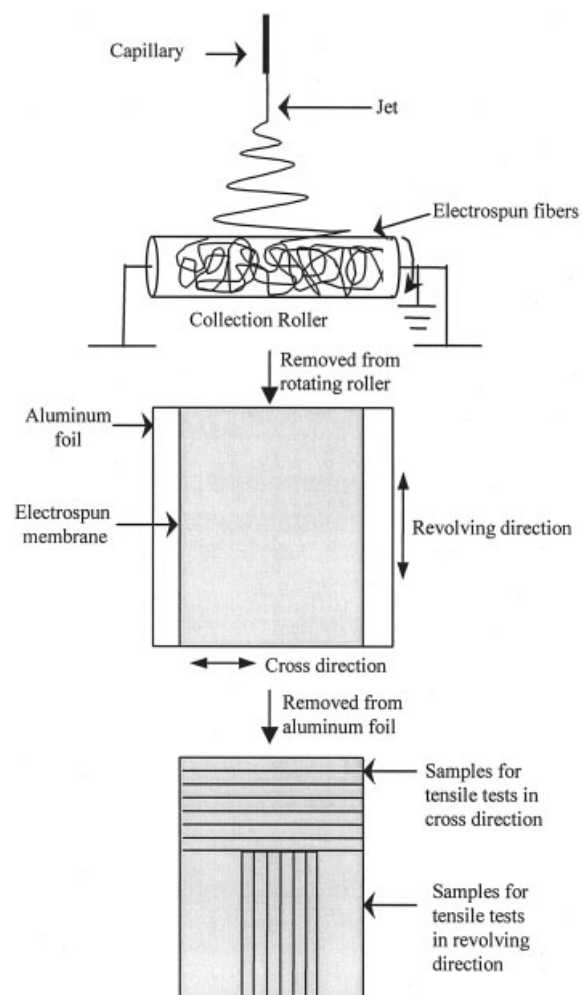 Capillary
Jet
Electrospun fibers
Collection Roller
Removed from
rotating roller
Aluminum
foil
Electrospun
membrane
Revolving direction
Cross direction
Removed from
aluminum foil
Samples for
tensile tests in
cross direction
Samples for
tensile tests
in revolving
direction